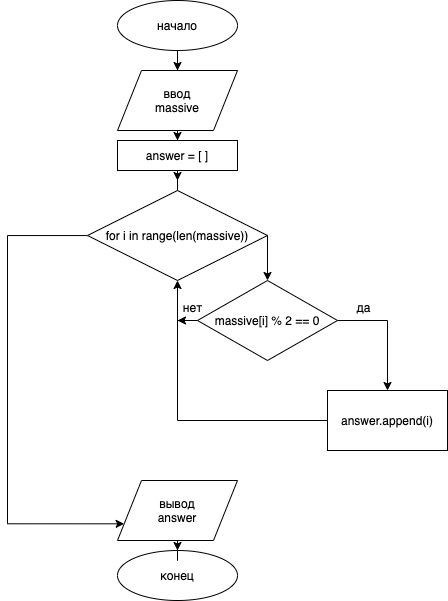 начало
ввод
massive
answer = [ ]
for i in range(len(massive))
нет
да
massive[i] % 2 == 0
answer.append(i)
вывод
answer
конец